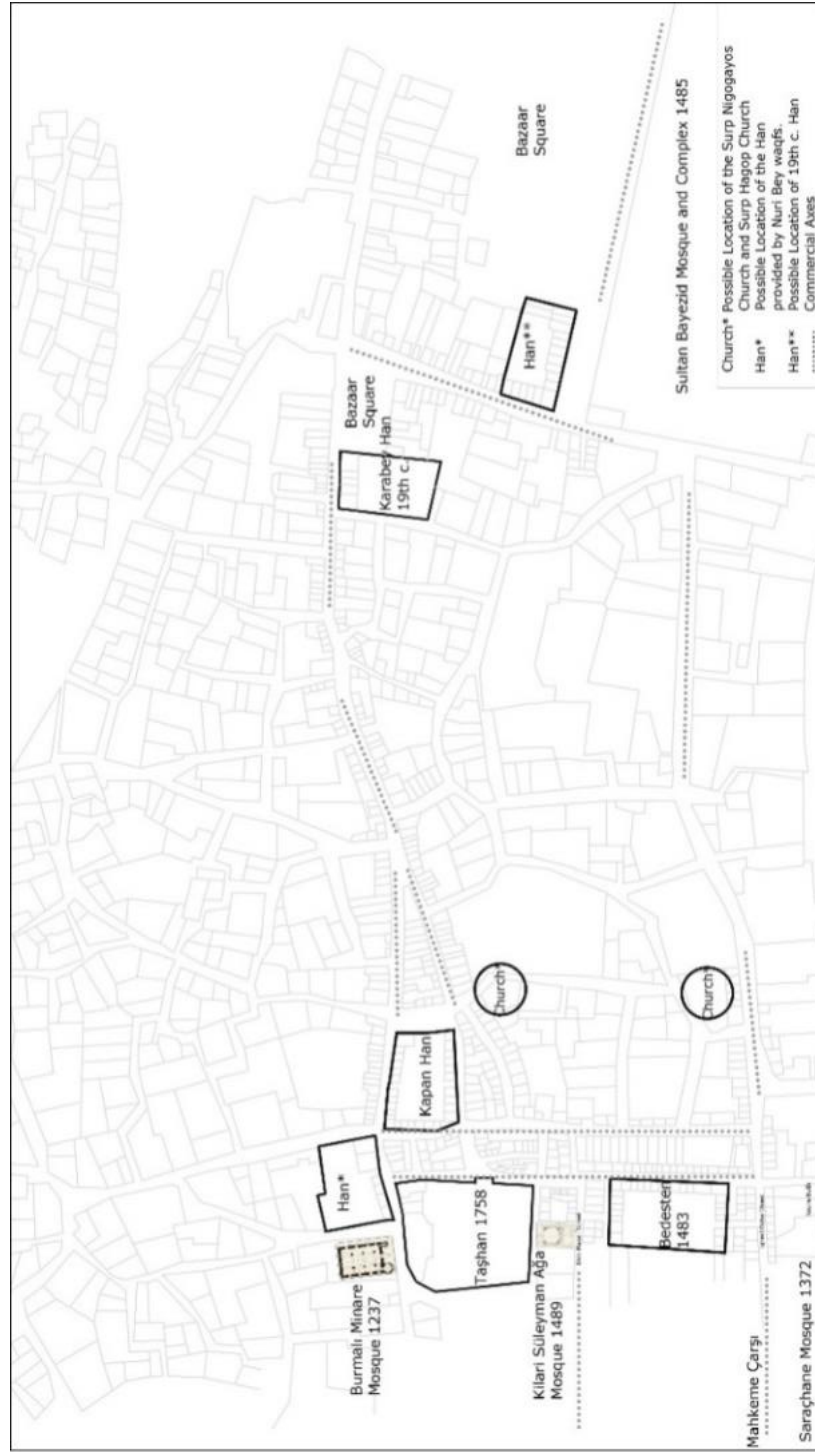 Burmalı Minare
Mosque 1237
Han*
Kapan Han
Taşhan 1758
Kilari Süleyman Ağa
Mosque 1489
Bedesten
1483
Church*
Church*
Mahkeme Çarşı
Saraçhane Mosque 1372
Karabey Han
19th c.
Bazaar
Square
Han**
Bazaar
Square
Sultan Bayezid Mosque and Complex 1485
Church* Possible Location of the Surp Nigogayos
Church and Surp Hagop Church
Han* Possible Location of the Han
provided by Nuri Bey waqfs.
Han** Possible Location of 19th c. Han
Commercial Axes